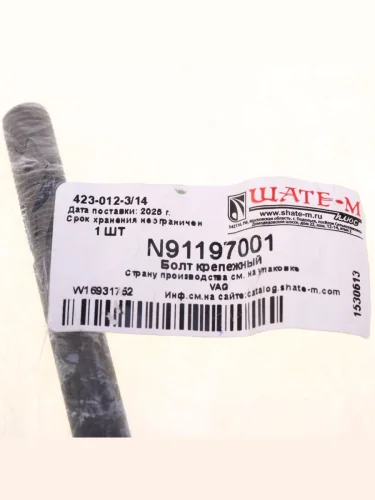 423-012-3/14
Дата поставки: 2025 г.
Срок хранения неограничен
1 ШТ
ШАТЕ-М
плюс
www.shate-m.ru
N91197001
Болт крепежный
Страну производства см. на упаковке
VAG
W16931752
Инф.см.на сайте:catalog.shate-m.com
1530613